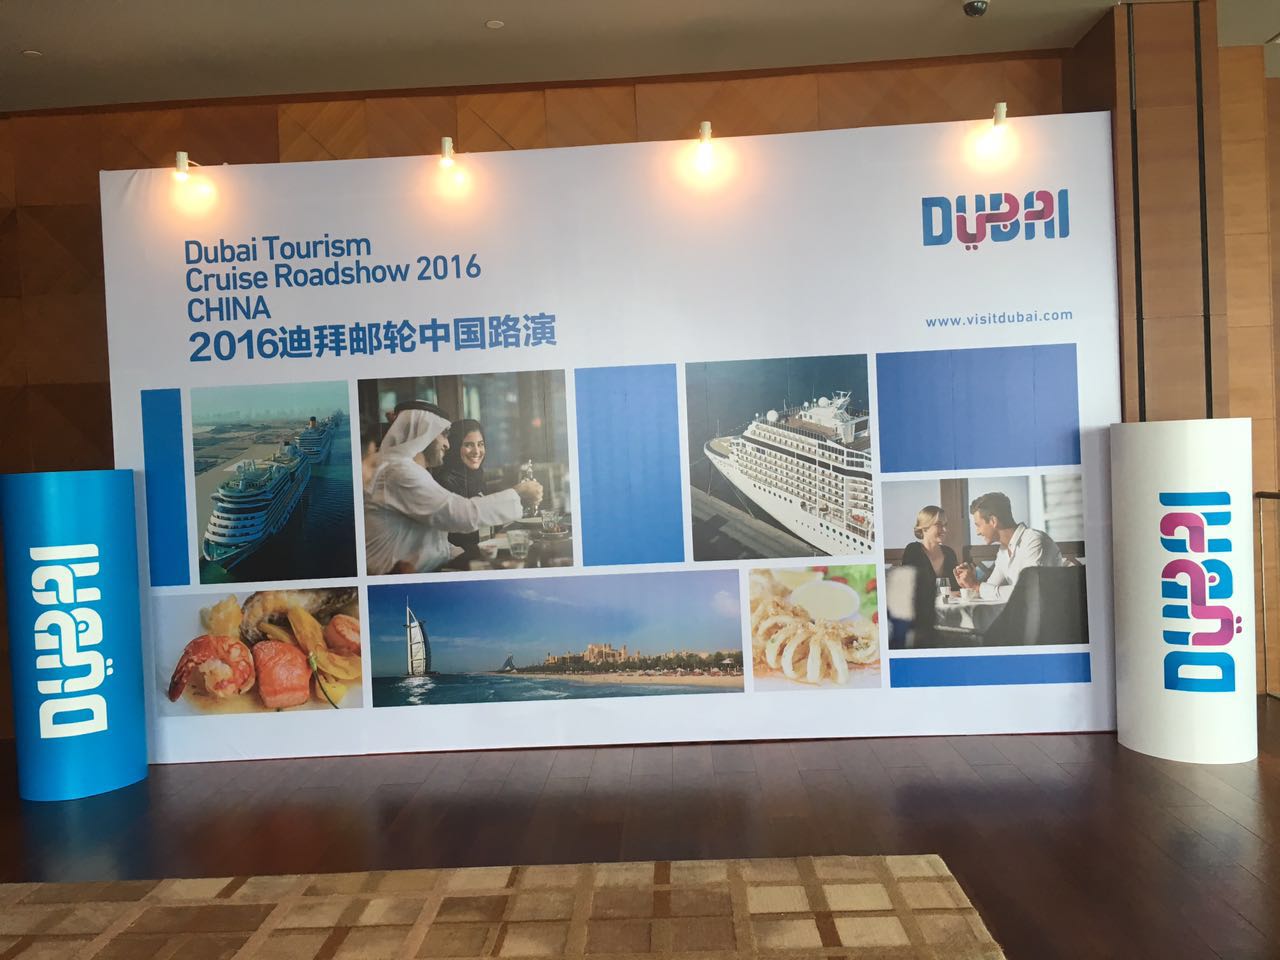 Dubai Tourism
Cruise Roadshow 2016
CHINA
2016迪拜邮轮中国路演
DUBAI
www.visitdubai.com
DUBAI
DUBAI